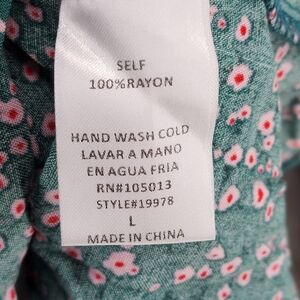 SELF
100%RAYON
HAND WASH COLD
LAVAR A MANO
EN AGUA FRIA
RN#105013
STYLE#19978
L
MADE IN CHINA